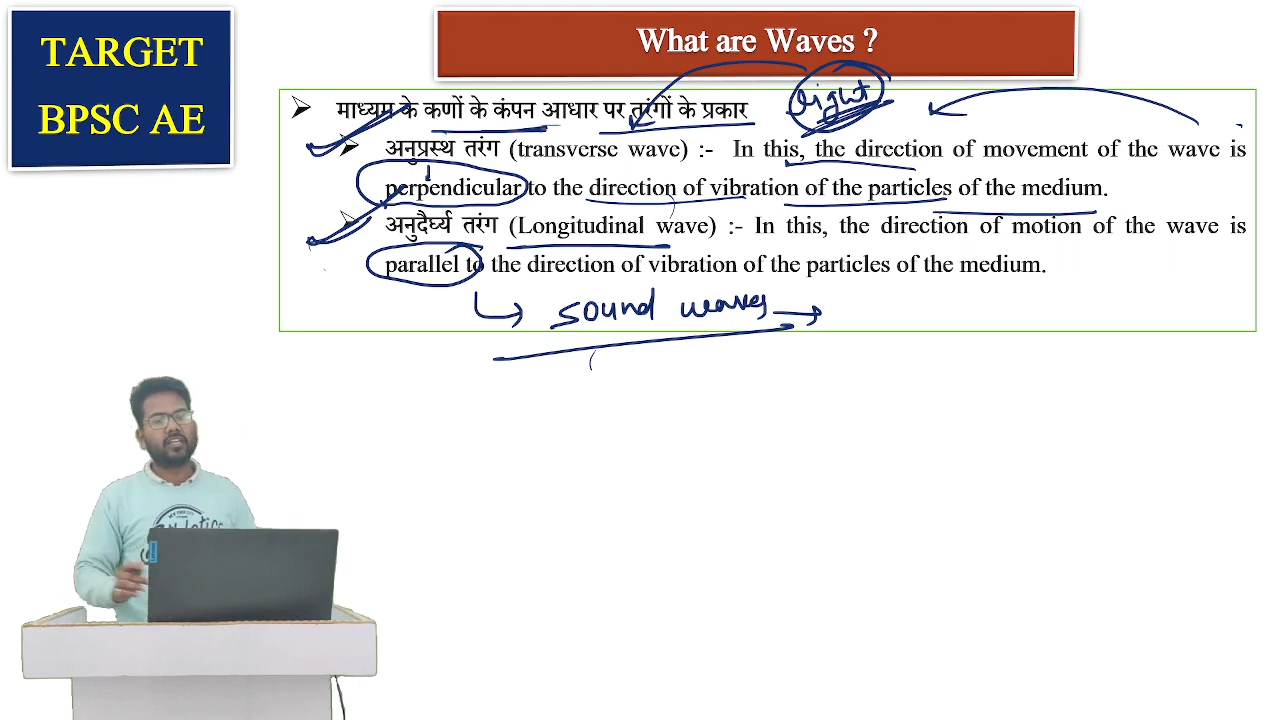 TARGET
BPSC AE
What are Waves ?
➤ माध्यम के कणों के कंपन आधार पर तरंगों के प्रकार
light
➤ अनुप्रस्थ तरंग (transverse wave) :- In this, the direction of movement of the wave is
perpendicular to the direction of vibration of the particles of the medium.
➤ अनुदैर्घ्य तरंग (Longitudinal wave) :- In this, the direction of motion of the wave is
parallel to the direction of vibration of the particles of the medium.
sound waves